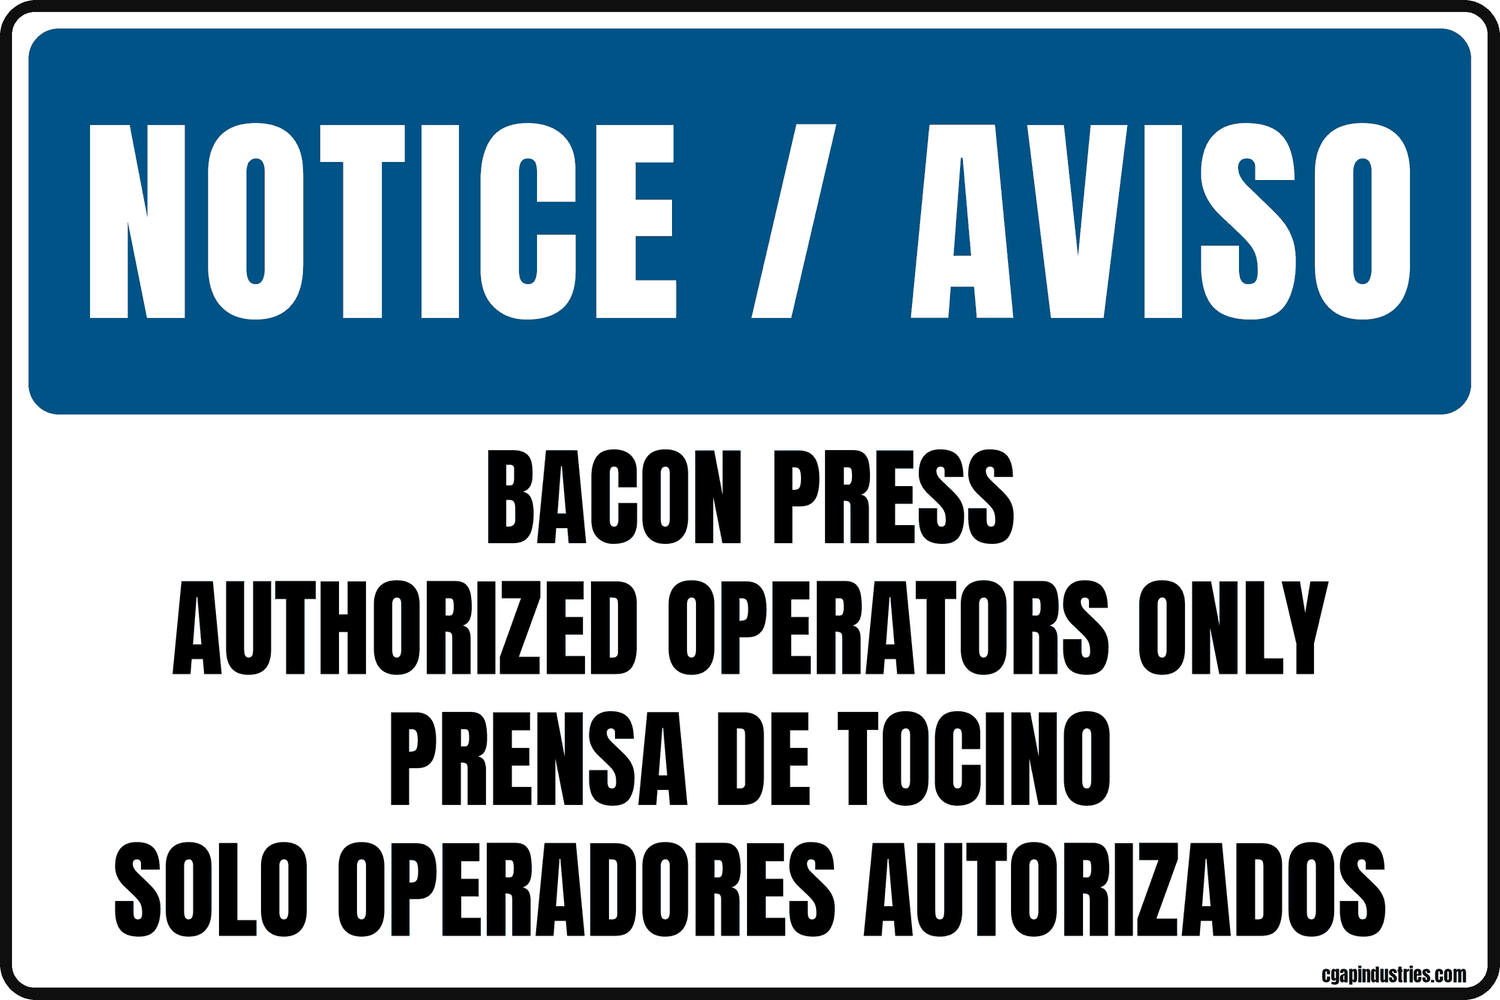 NOTICE / AVISO
BACON PRESS
AUTHORIZED OPERATORS ONLY
PRENSA DE TOCINO
SOLO OPERADORES AUTORIZADOS
cgapindustries.com